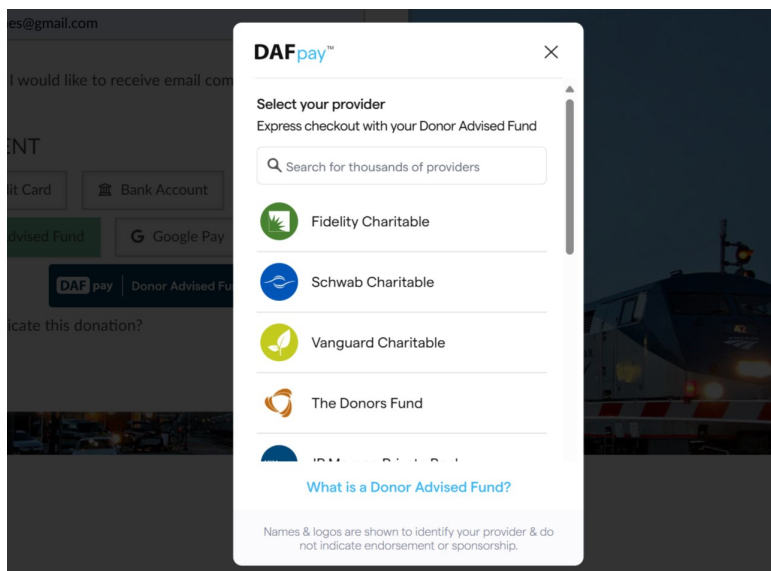 es@gmail.com
I would like to receive email com
ENT
dit Card
Bank Account
dvised Fund
G Google Pay
DAF pay | Donor Advised Fu
icate this donation?
DAFpay™
Select your provider
Express checkout with your Donor Advised Fund
Search for thousands of providers
Fidelity Charitable
Schwab Charitable
Vanguard Charitable
The Donors Fund
What is a Donor Advised Fund?
Names & logos are shown to identify your provider & do
not indicate endorsement or sponsorship.
42